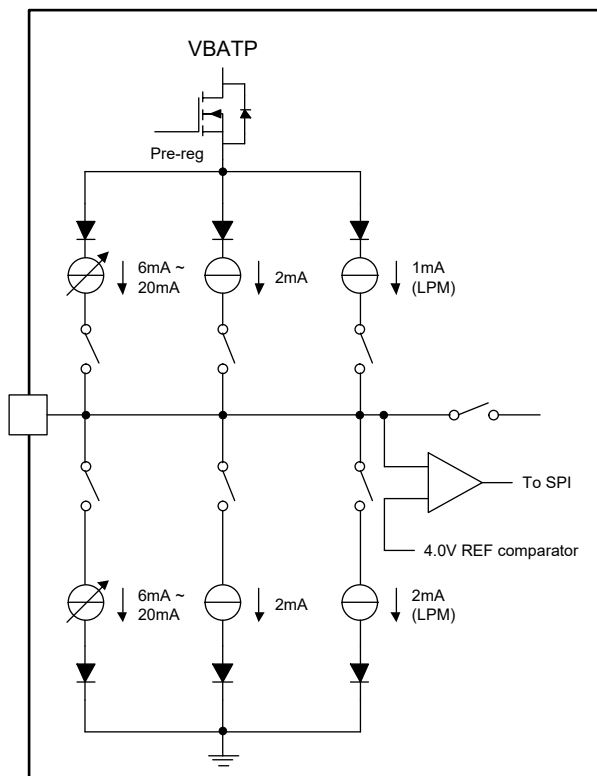 VBATP
Pre-reg
6mA ~
20mA
2mA
1mA
(LPM)
To SPI
4.0V REF comparator
6mA ~
20mA
2mA
2mA
(LPM)